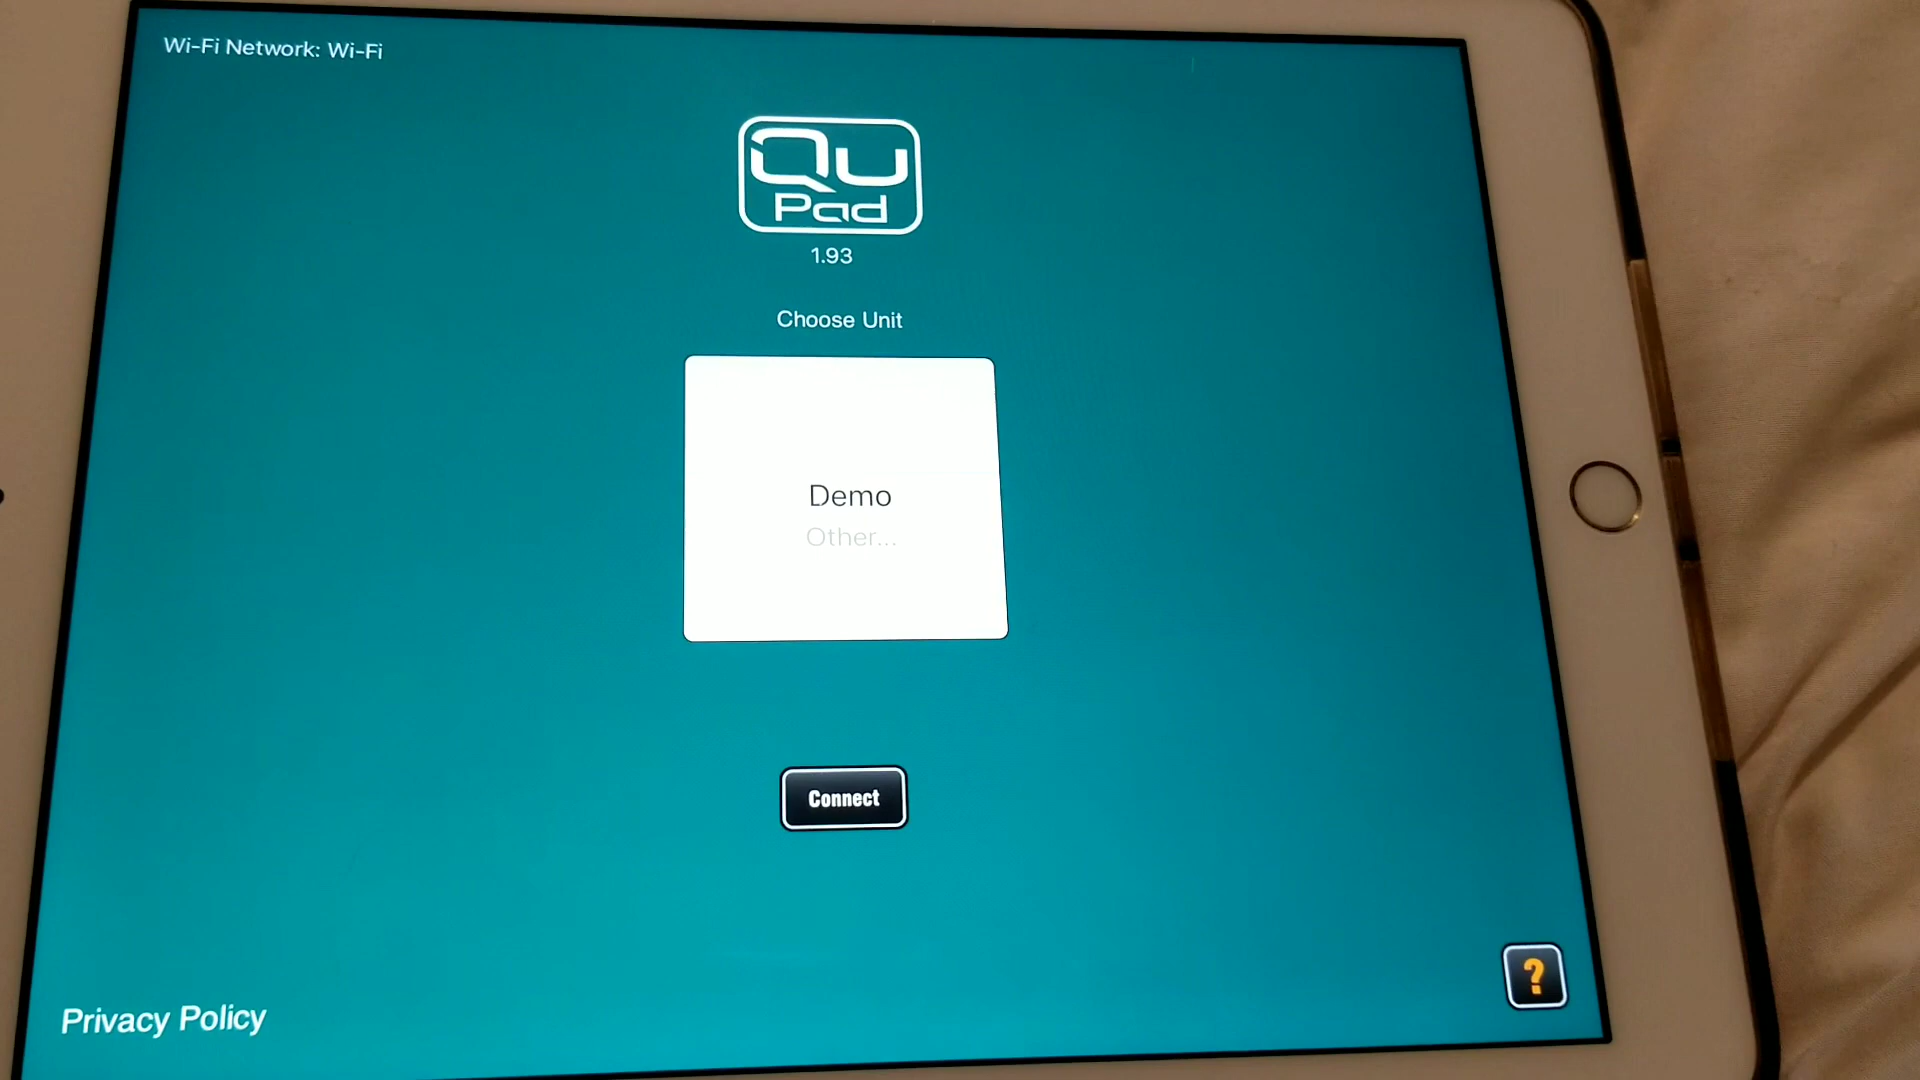 Wi-Fi Network: Wi-Fi
Qu
Pad
1.93
Choose Unit
Demo
Other...
Connect
?
Privacy Policy